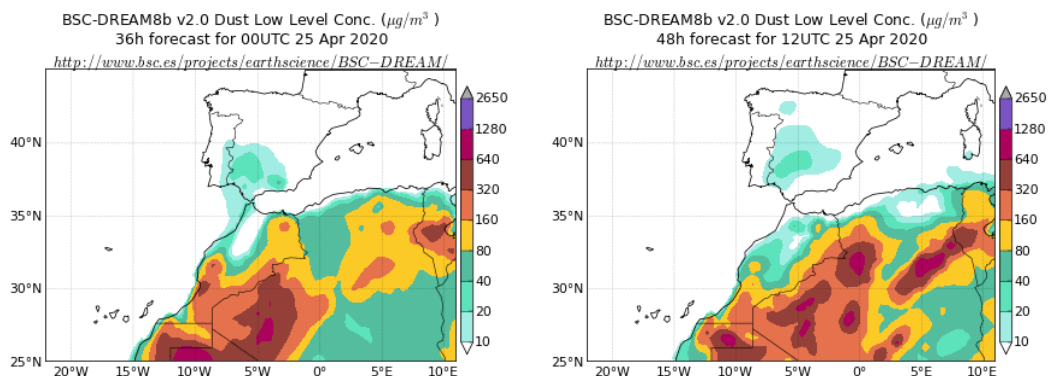 BSC-DREAM8b v2.0 Dust Low Level Conc. (μg/m³ )
36h forecast for 00UTC 25 Apr 2020
http://www.bsc.es/projects/earthscience/BSC−DREAM/
40°N
35°N
30°N
25°N
20°W
15°W
10°W
5°W
0°E
5°E
10°E
2650
1280
640
320
160
80
40
20
10
BSC-DREAM8b v2.0 Dust Low Level Conc. (μg/m³ )
48h forecast for 12UTC 25 Apr 2020
http://www.bsc.es/projects/earthscience/BSC−DREAM/
40°N
35°N
30°N
25°N
20°W
15°W
10°W
5°W
0°E
5°E
10°E
2650
1280
640
320
160
80
40
20
10